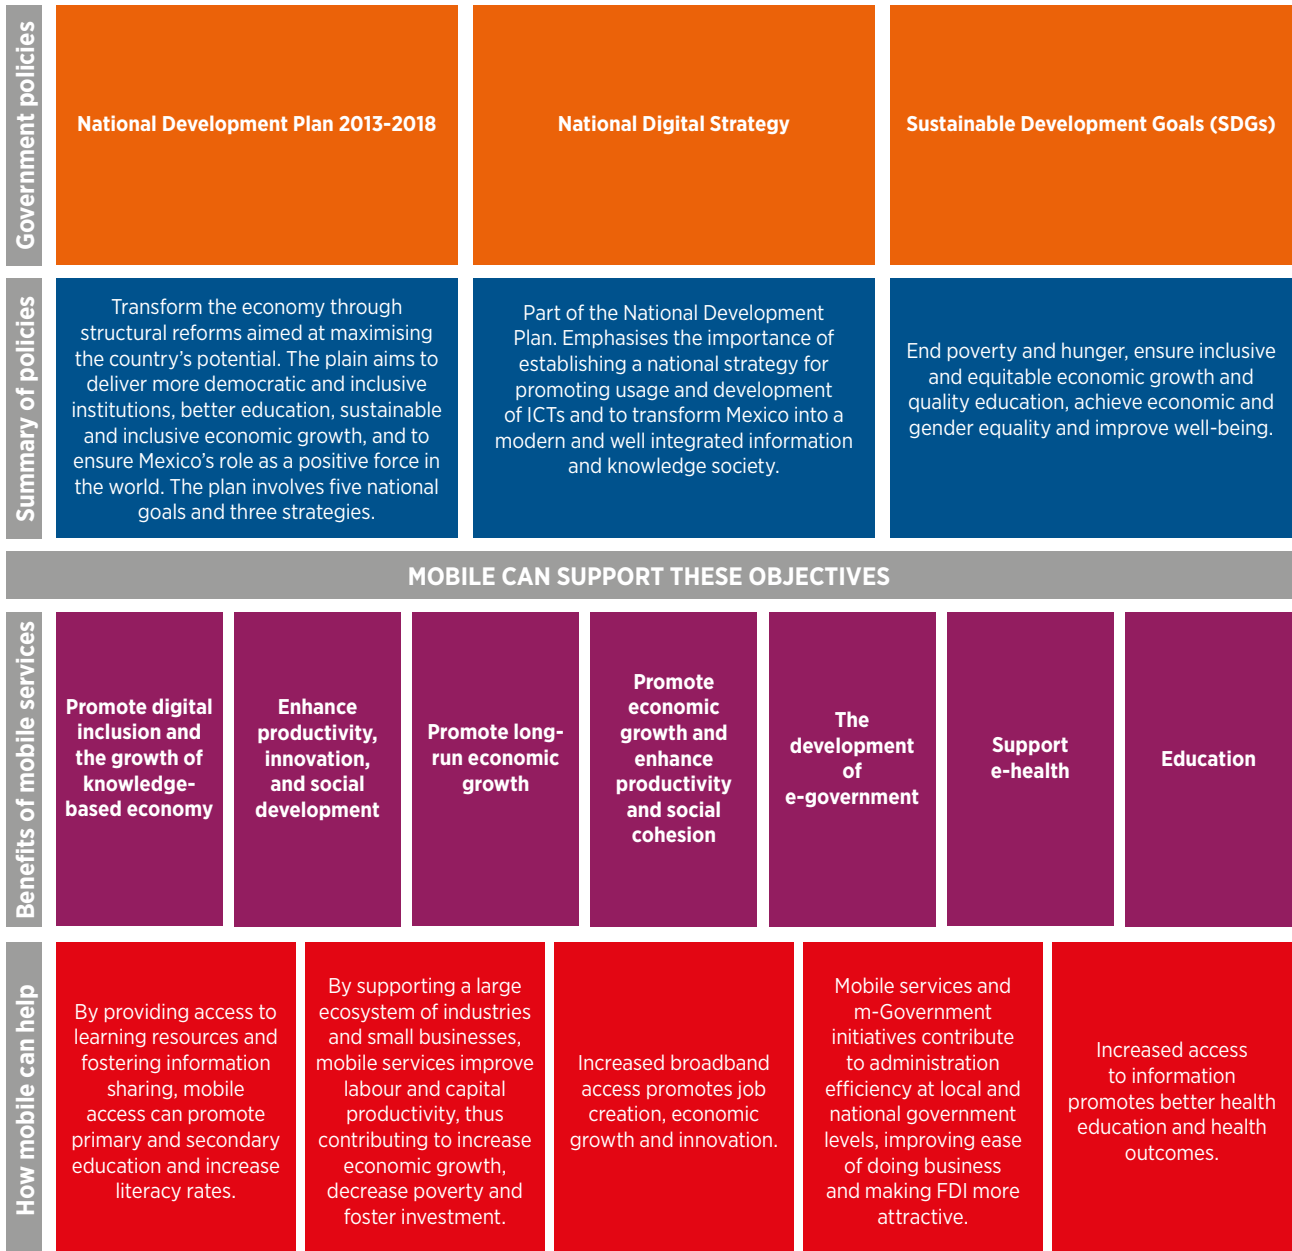 Government policies
National Development Plan 2013-2018
National Digital Strategy
Sustainable Development Goals (SDGs)
Summary of policies
Transform the economy through
structural reforms aimed at maximising
the country’s potential. The plain aims to
deliver more democratic and inclusive
institutions, better education, sustainable
and inclusive economic growth, and to
ensure Mexico’s role as a positive force in
the world. The plan involves five national
goals and three strategies.
Part of the National Development
Plan. Emphasises the importance of
establishing a national strategy for
promoting usage and development
of ICTs and to transform Mexico into a
modern and well integrated information
and knowledge society.
End poverty and hunger, ensure inclusive
and equitable economic growth and
quality education, achieve economic and
gender equality and improve well-being.
MOBILE CAN SUPPORT THESE OBJECTIVES
Benefits of mobile services
Promote digital
inclusion and
the growth of
knowledge-
based economy
Enhance
productivity,
innovation,
and social
development
Promote long-
run economic
growth
Promote
economic
growth and
enhance
productivity
and social
cohesion
The
development
of
e-government
Support
e-health
Education
How mobile can help
By providing access to
learning resources and
fostering information
sharing, mobile
access can promote
primary and secondary
education and increase
literacy rates.
By supporting a large
ecosystem of industries
and small businesses,
mobile services improve
labour and capital
productivity, thus
contributing to increase
economic growth,
decrease poverty and
foster investment.
Increased broadband
access promotes job
creation, economic
growth and innovation.
Mobile services and
m-Government
initiatives contribute
to administration
efficiency at local and
national government
levels, improving ease
of doing business
and making FDI more
attractive.
Increased access
to information
promotes better health
education and health
outcomes.